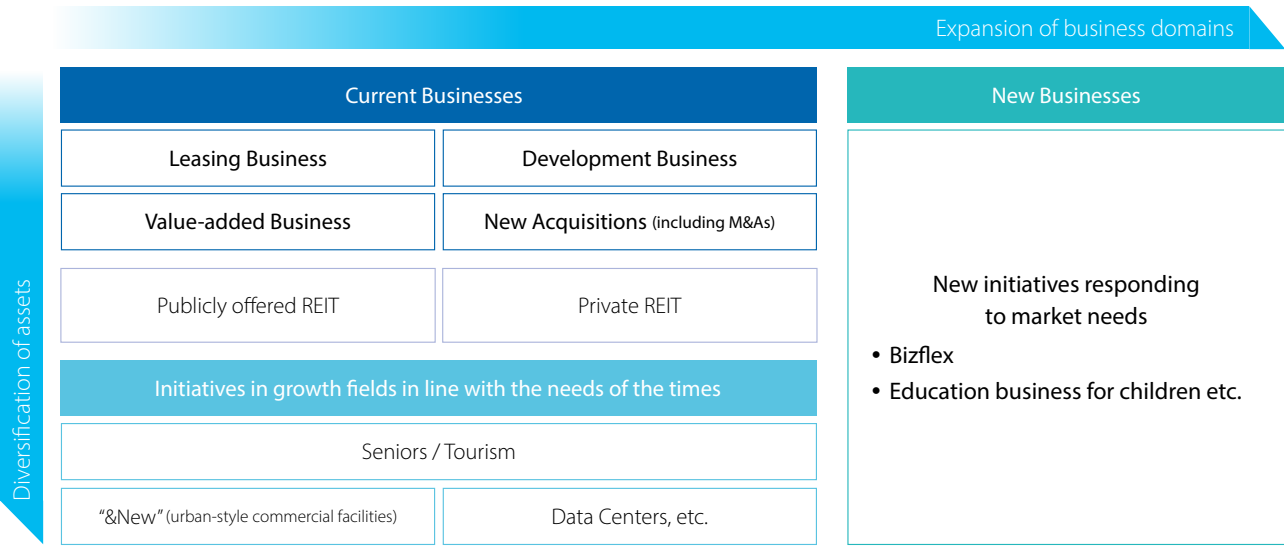 Expansion of business domains
Diversification of assets
Current Businesses
Leasing Business
Development Business
Value-added Business
New Acquisitions (including M&As)
Publicly offered REIT
Private REIT
Initiatives in growth fields in line with the needs of the times
Seniors / Tourism
“&New” (urban-style commercial facilities)
Data Centers, etc.
New Businesses
New initiatives responding
to market needs
• Bizflex
• Education business for children etc.